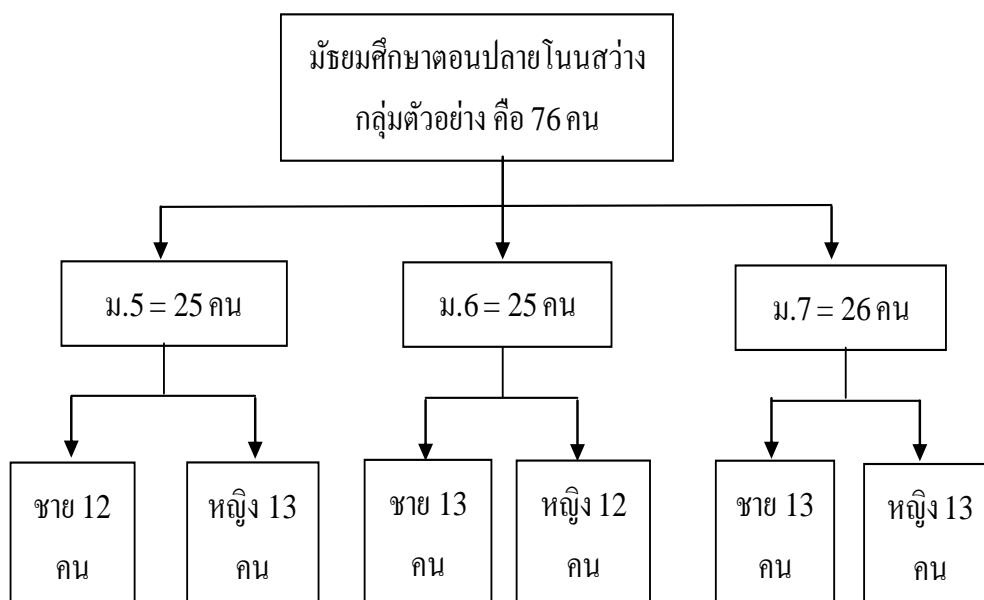 มัธยมศึกษาตอนปลายโนนสว่าง
กลุ่มตัวอย่าง คือ 76 คน
ม.5 = 25 คน
ม.6 = 25 คน
ม.7 = 26 คน
ชาย 12
คน
หญิง 13
คน
ชาย 13
คน
หญิง 12
คน
ชาย 13
คน
หญิง 13
คน